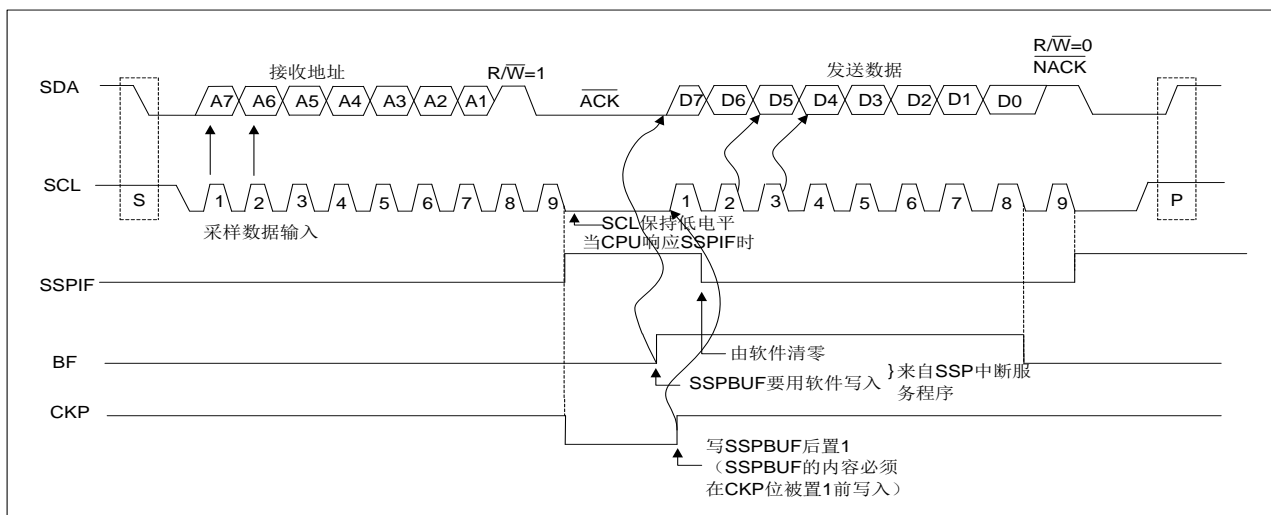 R/W=0
NACK
接收地址
R/W=1
发送数据
SDA
A7 A6 A5 A4 A3 A2 A1
ACK
D7 D6 D5 D4 D3 D2 D1 D0
SCL
S
1 2 3 4 5 6 7 8 9
1 2 3 4 5 6 7 8 9
P
采样数据输入
SCL保持低电平
当CPU响应SSPIF时
SSPIF
由软件清零
BF
SSPBUF要用软件写入
}来自SSP中断服
务程序
CKP
写SSPBUF后置1
（SSPBUF的内容必须
在CKP位被置1前写入）